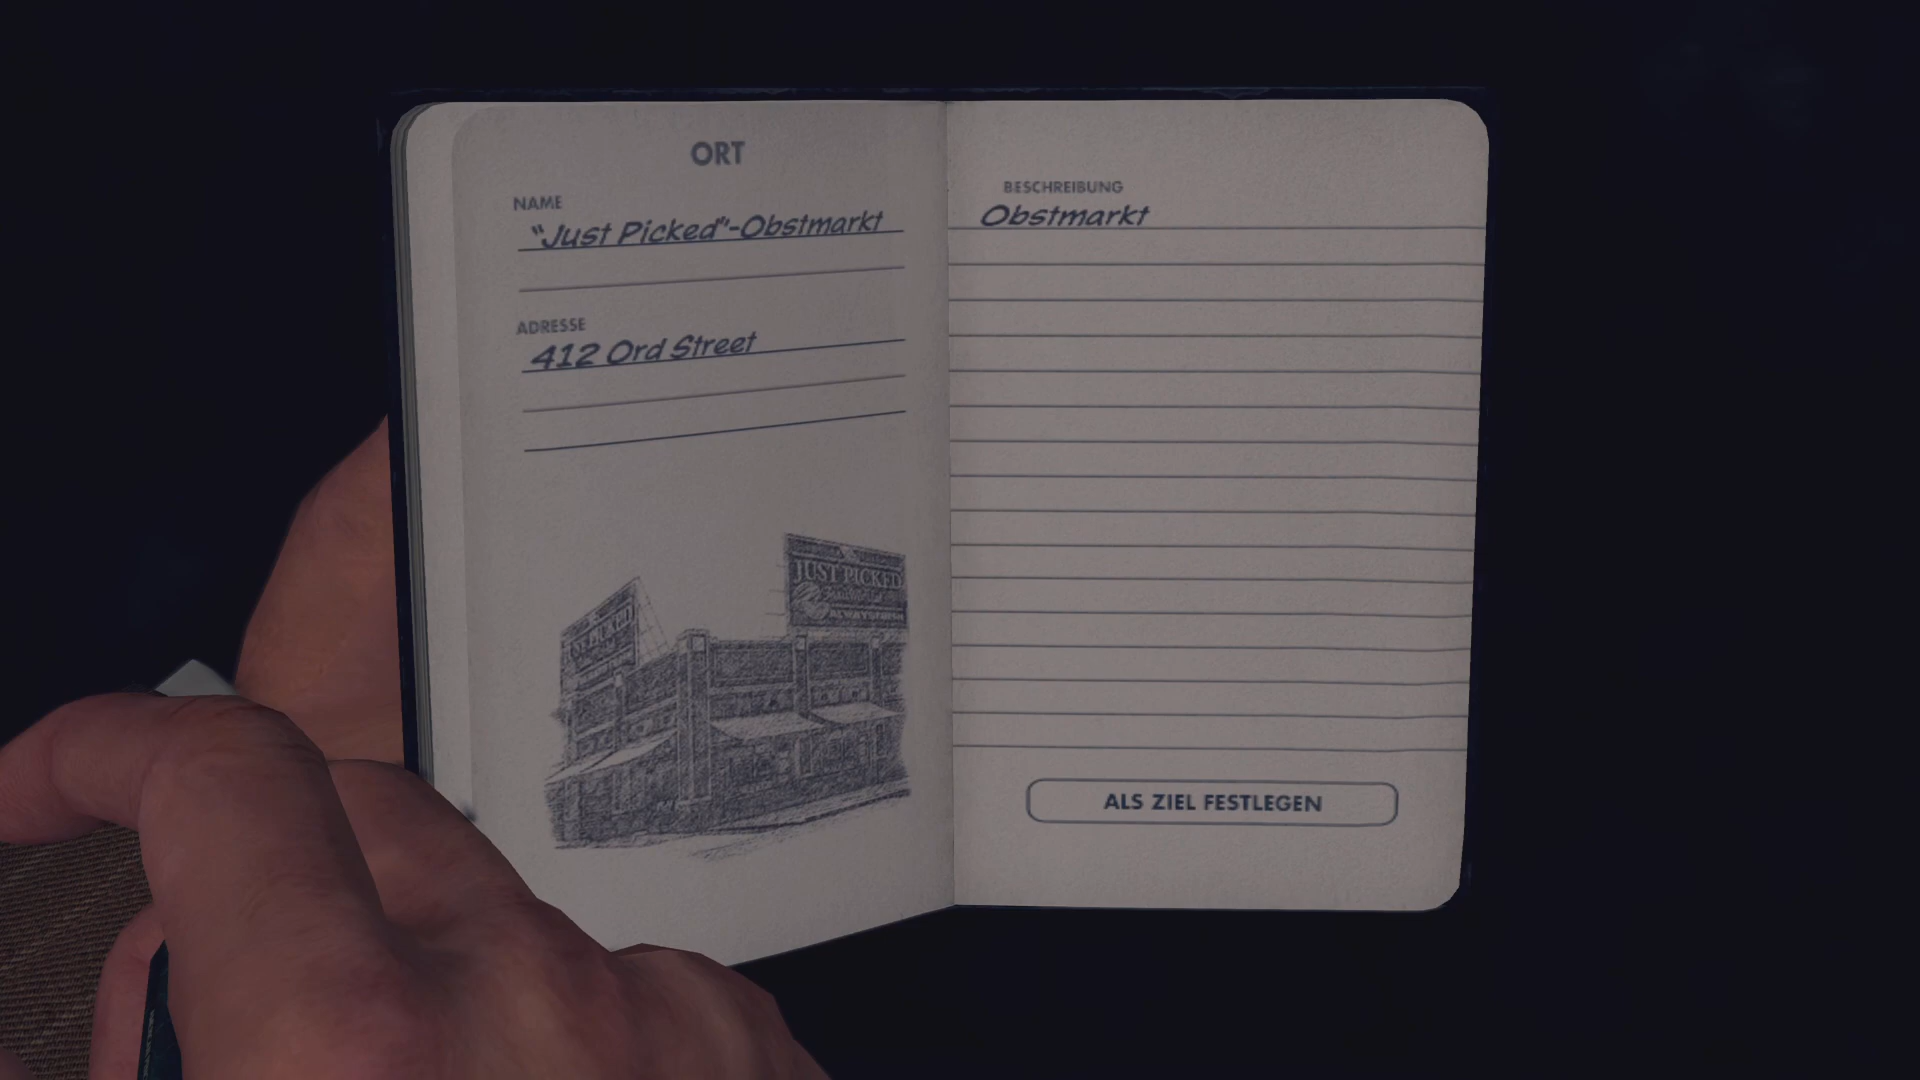 ORT
NAME
"Just Picked"-Obstmarkt
ADRESSE
412 Ord Street
JUST PICKED
BESCHREIBUNG
Obstmarkt
ALS ZIEL FESTLEGEN